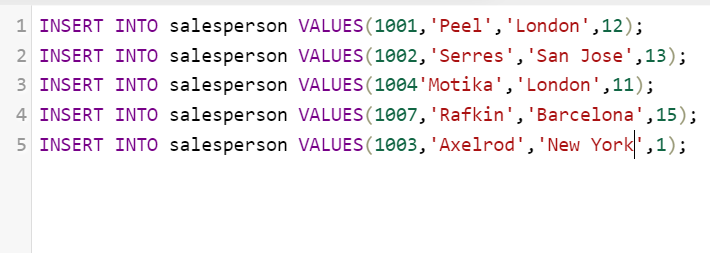 1 INSERT INTO salesperson VALUES(1001,'Peel','London',12);
2 INSERT INTO salesperson VALUES(1002,'Serres','San Jose',13);
3 INSERT INTO salesperson VALUES(1004'Motika','London',11);
4 INSERT INTO salesperson VALUES(1007,'Rafkin','Barcelona',15);
5 INSERT INTO salesperson VALUES(1003,'Axelrod','New York',1);